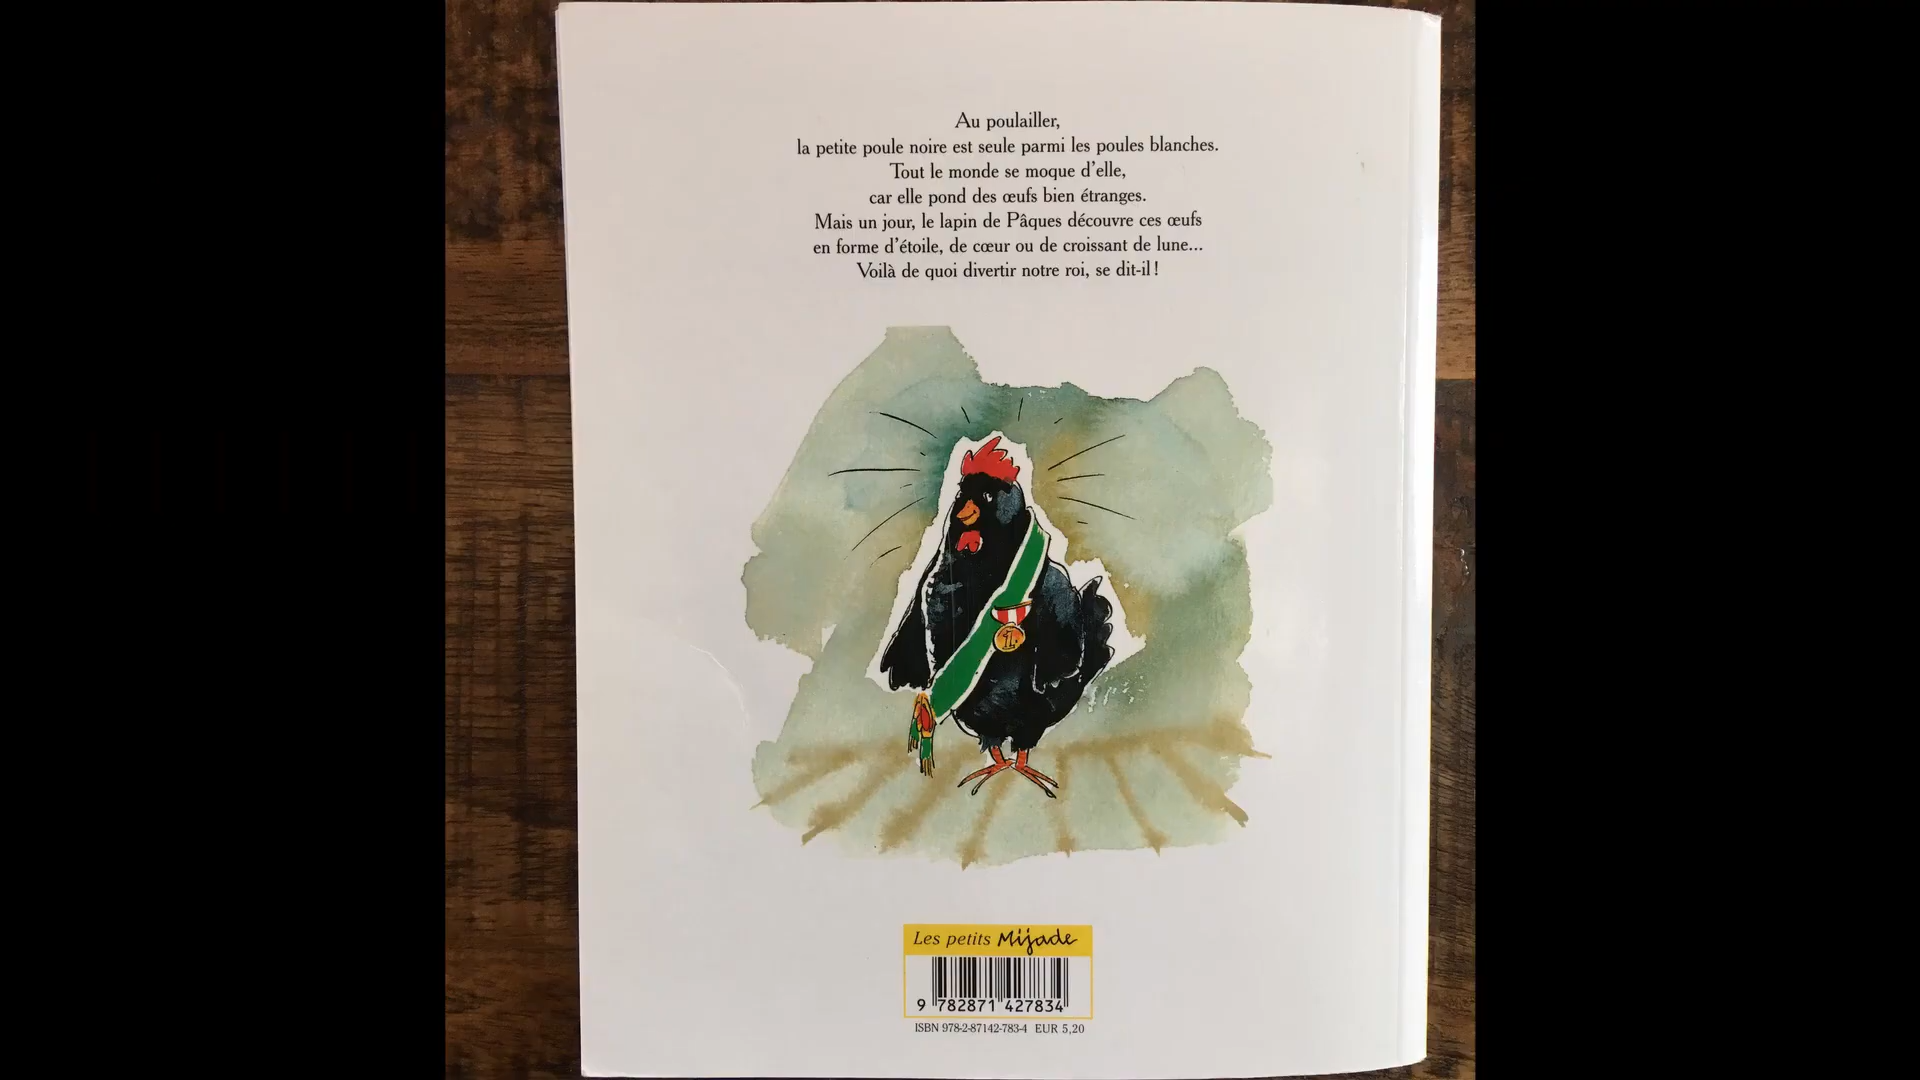 Au poulailler,
la petite poule noire est seule parmi les poules blanches.
Tout le monde se moque d'elle,
car elle pond des œufs bien étranges.
Mais un jour, le lapin de Pâques découvre ces œufs
en forme d'étoile, de cœur ou de croissant de lune...
Voilà de quoi divertir notre roi, se dit-il !
1.
Les petits Mijade
9 782871 427834
ISBN 978-2-87142-783-4 EUR 5,20